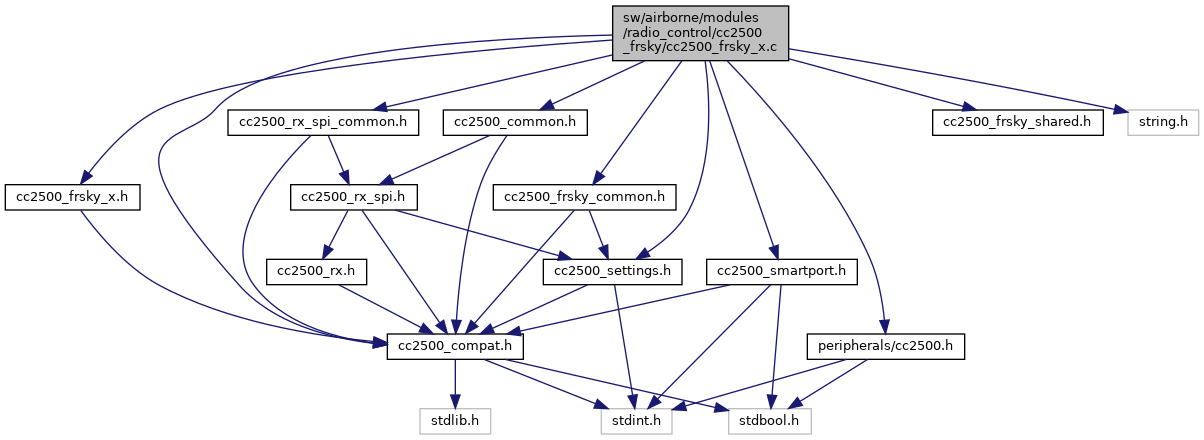 sw/airborne/modules
/radio_control/cc2500
_frsky/cc2500_frsky_x.c
cc2500_rx_spi_common.h
cc2500_common.h
cc2500_frsky_shared.h
string.h
cc2500_frsky_x.h
cc2500_rx_spi.h
cc2500_frsky_common.h
cc2500_rx.h
cc2500_settings.h
cc2500_smartport.h
cc2500_compat.h
peripherals/cc2500.h
stdlib.h
stdint.h
stdbool.h